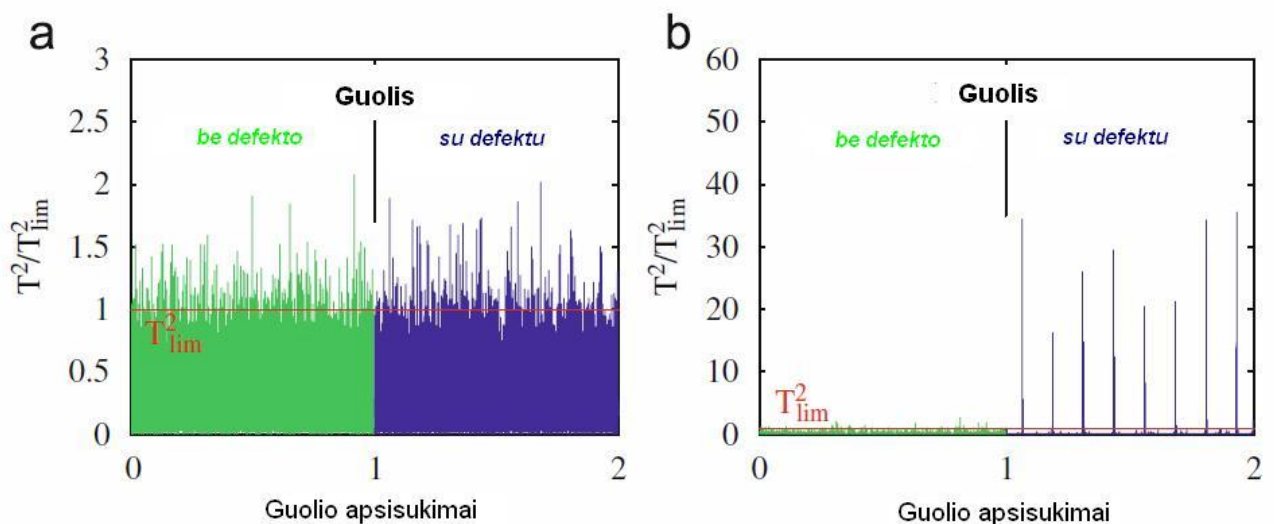 a
3
Guolis
2.5
be defekto
su defektu
2
T²/T²lim
1.5
1
T²lim
0.5
0
0
1
2
Guolio apsisukimai
b
60
Guolis
50
be defekto
su defektu
40
T²/T²lim
30
20
10
T²lim
0
0
1
2
Guolio apsisukimai